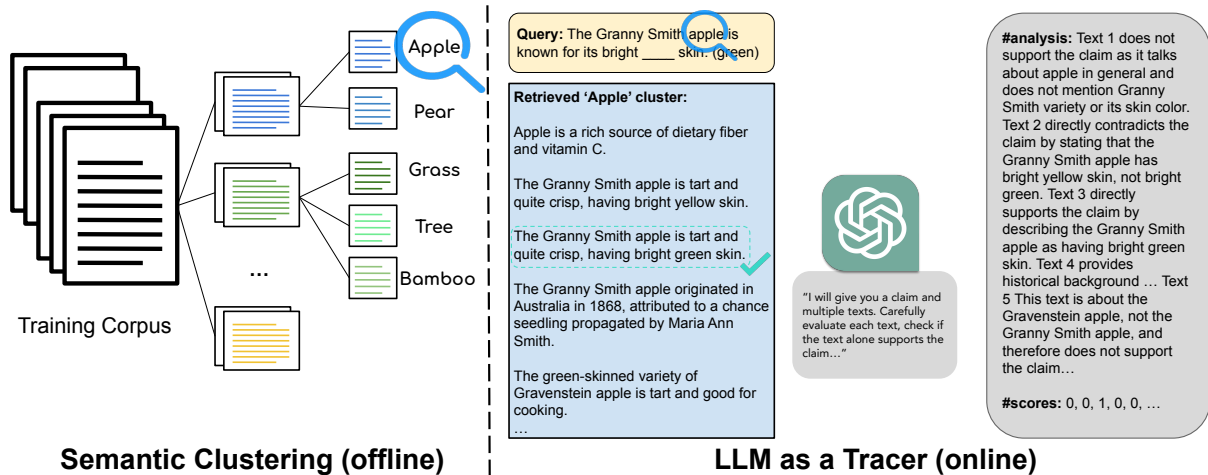 Training Corpus
...
Apple
Pear
Grass
Tree
Bamboo
Semantic Clustering (offline)
Query: The Granny Smith apple is
known for its bright ____ skin. (green)
Retrieved 'Apple' cluster:
Apple is a rich source of dietary fiber
and vitamin C.
The Granny Smith apple is tart and
quite crisp, having bright yellow skin.
The Granny Smith apple is tart and
quite crisp, having bright green skin.
The Granny Smith apple originated in
Australia in 1868, attributed to a chance
seedling propagated by Maria Ann
Smith.
The green-skinned variety of
Gravenstein apple is tart and good for
cooking.
...
"I will give you a claim and
multiple texts. Carefully
evaluate each text, check if
the text alone supports the
claim..."
#analysis: Text 1 does not
support the claim as it talks
about apple in general and
does not mention Granny
Smith variety or its skin color.
Text 2 directly contradicts the
claim by stating that the
Granny Smith apple has
bright yellow skin, not bright
green. Text 3 directly
supports the claim by
describing the Granny Smith
apple as having bright green
skin. Text 4 provides
historical background ... Text
5 This text is about the
Gravenstein apple, not the
Granny Smith apple, and
therefore does not support
the claim...
#scores: 0, 0, 1, 0, 0, ...
LLM as a Tracer (online)